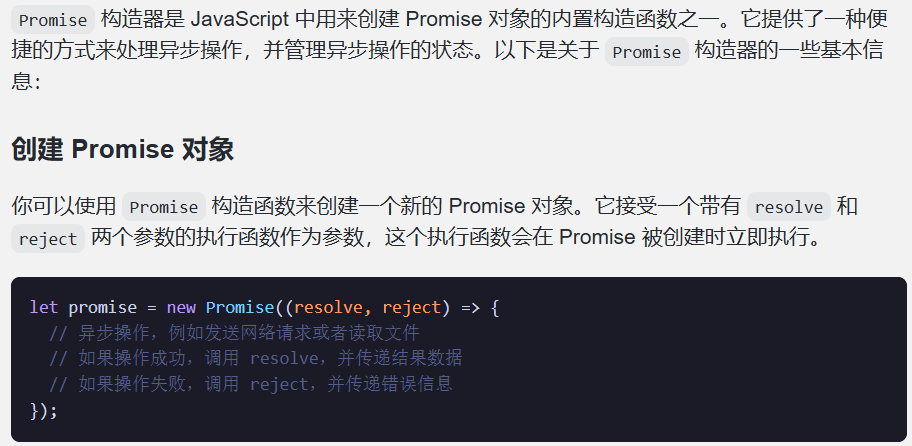 Promise 构造器是 JavaScript 中用来创建 Promise 对象的内置构造函数之一。它提供了一种便
捷的方式来处理异步操作，并管理异步操作的状态。以下是关于 Promise 构造器的一些基本信
息：
创建 Promise 对象
你可以使用 Promise 构造函数来创建一个新的 Promise 对象。它接受一个带有 resolve 和
reject 两个参数的执行函数作为参数，这个执行函数会在 Promise 被创建时立即执行。
let promise = new Promise((resolve, reject) => {
  // 异步操作，例如发送网络请求或者读取文件
  // 如果操作成功，调用 resolve，并传递结果数据
  // 如果操作失败，调用 reject，并传递错误信息
});